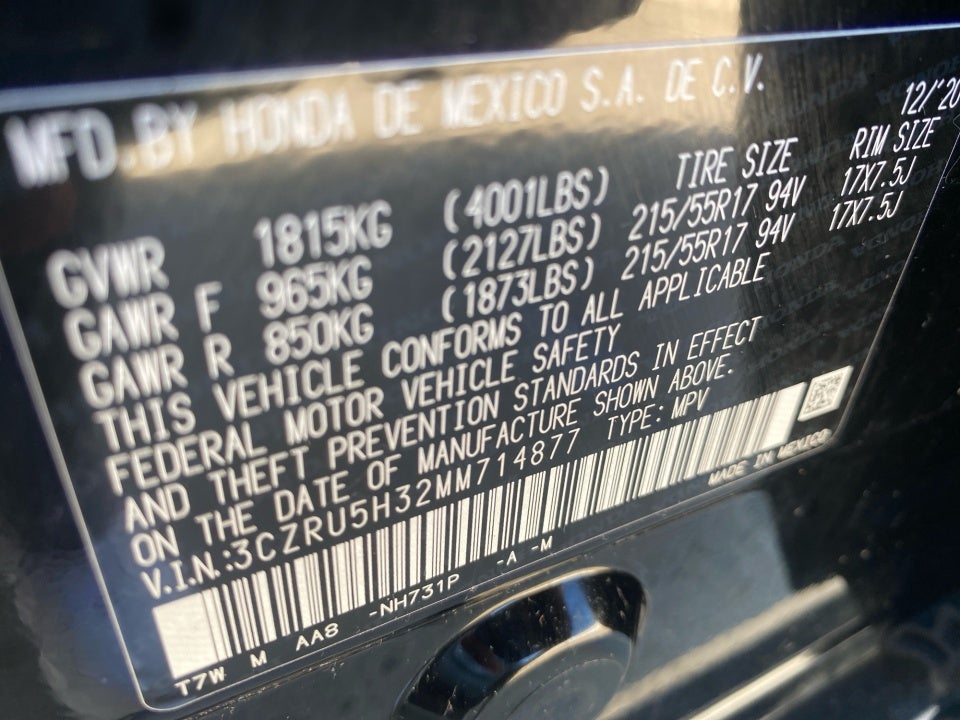 MFD.BY HONDA DE MEXICO S.A. DE C.V. 12/'20
TIRE SIZE RIM SIZE
GVWR 1815KG (4001LBS)
GAWR F 965KG (2127LBS) 215/55R17 94V 17X7.5J
GAWR R 850KG (1873LBS) 215/55R17 94V 17X7.5J
THIS VEHICLE CONFORMS TO ALL APPLICABLE
FEDERAL MOTOR VEHICLE SAFETY
AND THEFT PREVENTION STANDARDS IN EFFECT
ON THE DATE OF MANUFACTURE SHOWN ABOVE.
V.I.N.:3CZRU5H32MM714877 TYPE:MPV
MADE IN MEXICO
T7W M AA8 -NH731P -A -M